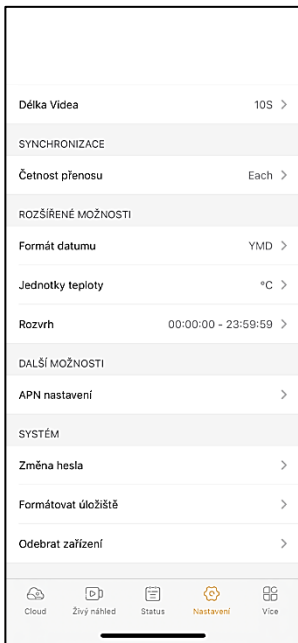 Délka Videa 10S
SYNCHRONIZACE
Četnost přenosu Each
ROZŠÍŘENÉ MOŽNOSTI
Formát datumu YMD
Jednotky teploty °C
Rozvrh 00:00:00 - 23:59:59
DALŠÍ MOŽNOSTI
APN nastavení
SYSTÉM
Změna hesla
Formátovat úložiště
Odebrat zařízení
Cloud Živý náhled Status Nastavení Více